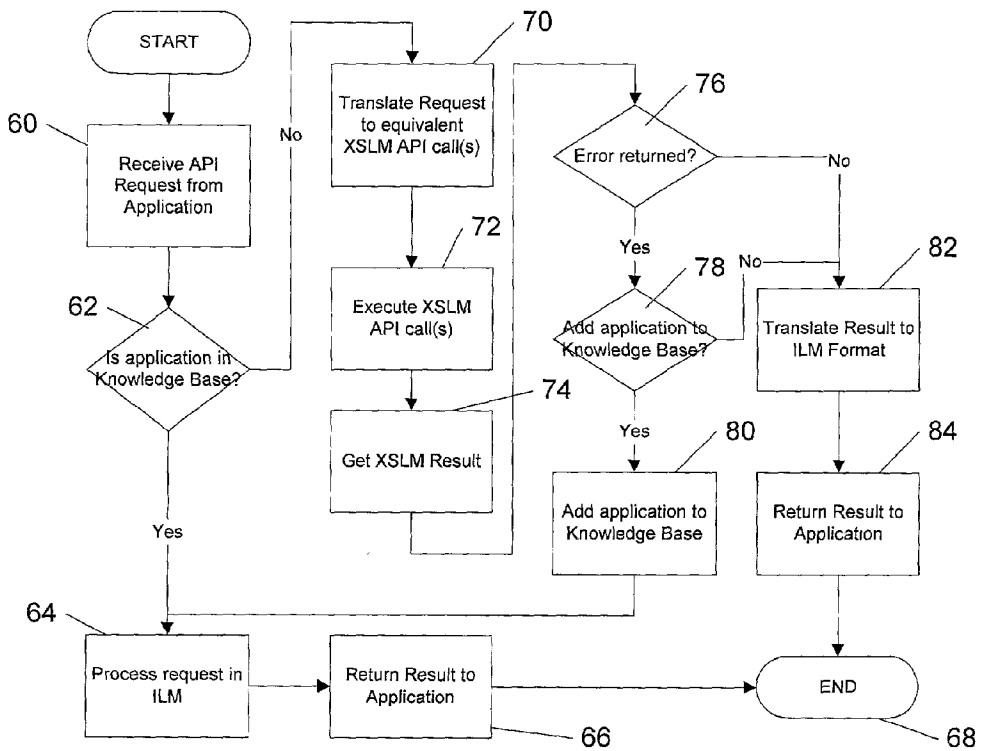 START
60
Receive API
Request from
Application
62
Is application in
Knowledge Base?
No
Yes
64
Process request in
ILM
70
Translate Request
to equivalent
XSLM API call(s)
72
Execute XSLM
API call(s)
74
Get XSLM Result
76
Error returned?
No
Yes
78
No
Add application to
Knowledge Base?
Yes
80
Add application to
Knowledge Base
82
Translate Result to
ILM Format
84
Return Result to
Application
Return Result to
Application
66
END
68